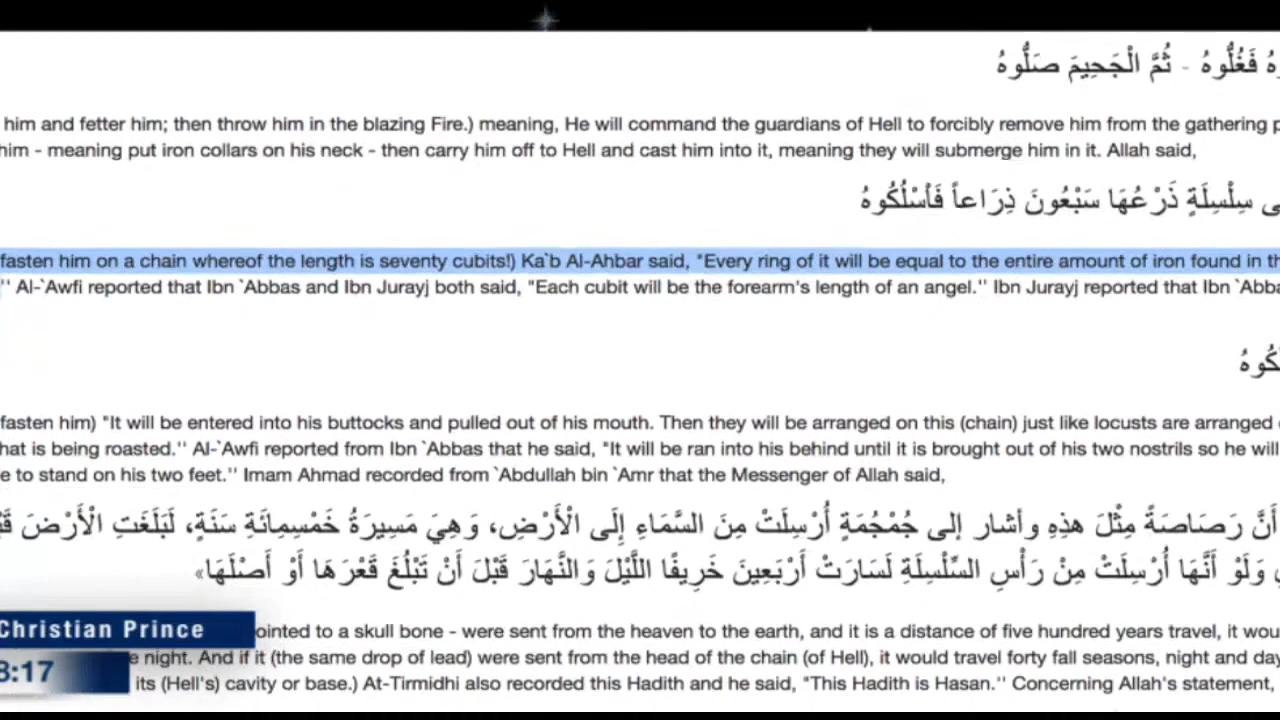 فَغُلُّوهُ - ثُمَّ الْجَحِيمَ صَلُّوهُ
him and fetter him; then throw him in the blazing Fire.) meaning, He will command the guardians of Hell to forcibly remove him from the gathering
him - meaning put iron collars on his neck - then carry him off to Hell and cast him into it, meaning they will submerge him in it. Allah said,
سِلْسِلَةٍ ذَرْعُهَا سَبْعُونَ ذِرَاعاً فَاْسْلُكُوهُ
fasten him on a chain whereof the length is seventy cubits!) Ka`b Al-Ahbar said, "Every ring of it will be equal to the entire amount of iron found in
'' Al-`Awfi reported that Ibn `Abbas and Ibn Jurayj both said, "Each cubit will be the forearm's length of an angel.'' Ibn Jurayj reported that Ibn
fasten him) "It will be entered into his buttocks and pulled out of his mouth. Then they will be arranged on this (chain) just like locusts are arranged
that is being roasted.'' Al-`Awfi reported from Ibn `Abbas that he said, "It will be ran into his behind until it is brought out of his two nostrils so he will
to stand on his two feet.'' Imam Ahmad recorded from `Abdullah bin `Amr that the Messenger of Allah said,
أَنَّ رَصَاصَةً مِثْلَ هذِهِ وأشار إلى جُمْجُمَةٍ أُرْسِلَتْ مِنَ السَّمَاءِ إِلَى الْأَرْضِ، وَهِيَ مَسِيرَةُ خَمْسِمِائَةِ سَنَةٍ، لَبَلَغَتِ الْأَرْضَ
وَلَوْ أَنَّهَا أُرْسِلَتْ مِنْ رَأْسِ السِّلْسِلَةِ لَسَارَتْ أَرْبَعِينَ خَرِيفًا اللَّيْلَ وَالنَّهَارَ قَبْلَ أَنْ تَبْلُغَ قَعْرَهَا أَوْ أَصْلَهَا»
Christian Prince
8:17
to a skull bone - were sent from the heaven to the earth, and it is a distance of five hundred years travel, it
night. And if it (the same drop of lead) were sent from the head of the chain (of Hell), it would travel forty fall seasons, night and
its (Hell's) cavity or base.) At-Tirmidhi also recorded this Hadith and he said, "This Hadith is Hasan.'' Concerning Allah's statement,